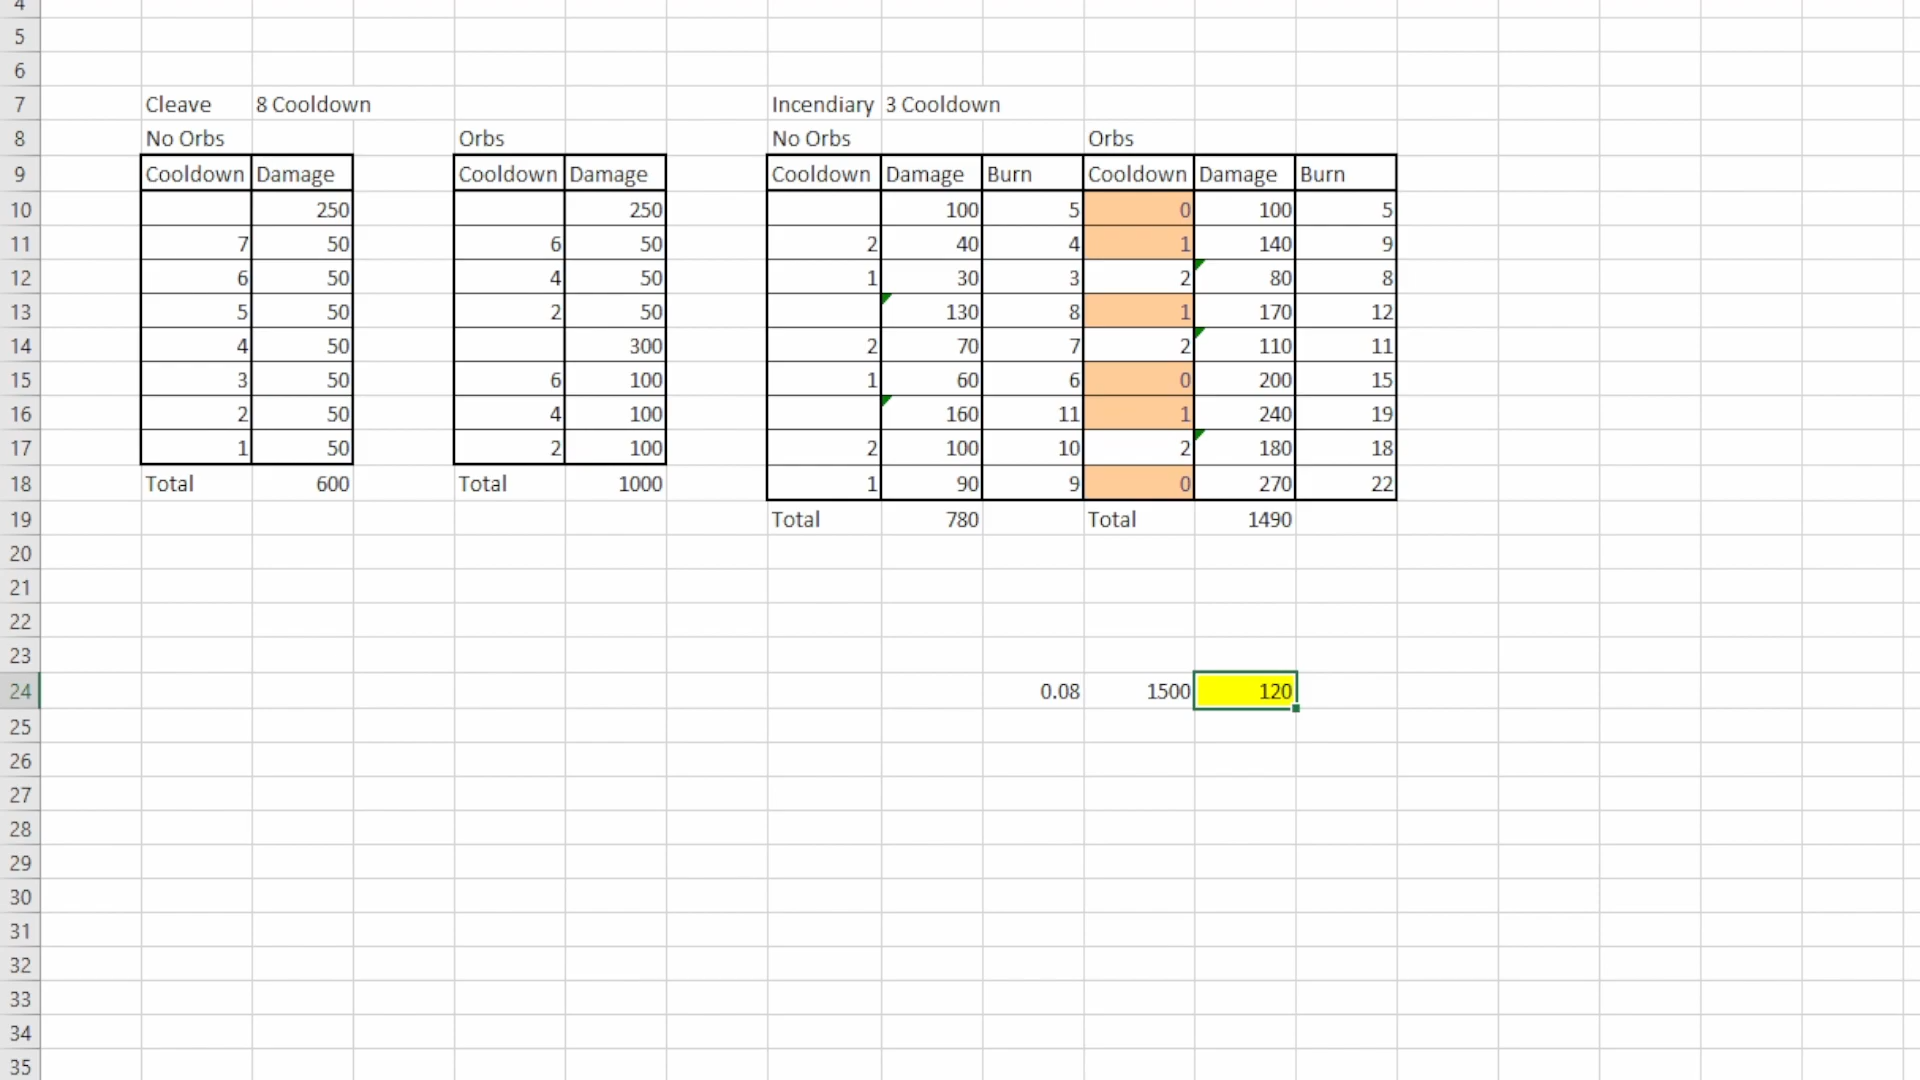 4
5
6
7 Cleave 8 Cooldown Incendiary 3 Cooldown
8 No Orbs Orbs No Orbs Orbs
9 Cooldown Damage Cooldown Damage Cooldown Damage Burn Cooldown Damage Burn
10 250 250 100 5 0 100 5
11 7 50 6 50 2 40 4 1 140 9
12 6 50 4 50 1 30 3 2 80 8
13 5 50 2 50 130 8 1 170 12
14 4 50 300 2 70 7 2 110 11
15 3 50 6 100 1 60 6 0 200 15
16 2 50 4 100 160 11 1 240 19
17 1 50 2 100 2 100 10 2 180 18
18 Total 600 Total 1000 1 90 9 0 270 22
19 Total 780 Total 1490
20
21
22
23
24 0.08 1500 120
25
26
27
28
29
30
31
32
33
34
35